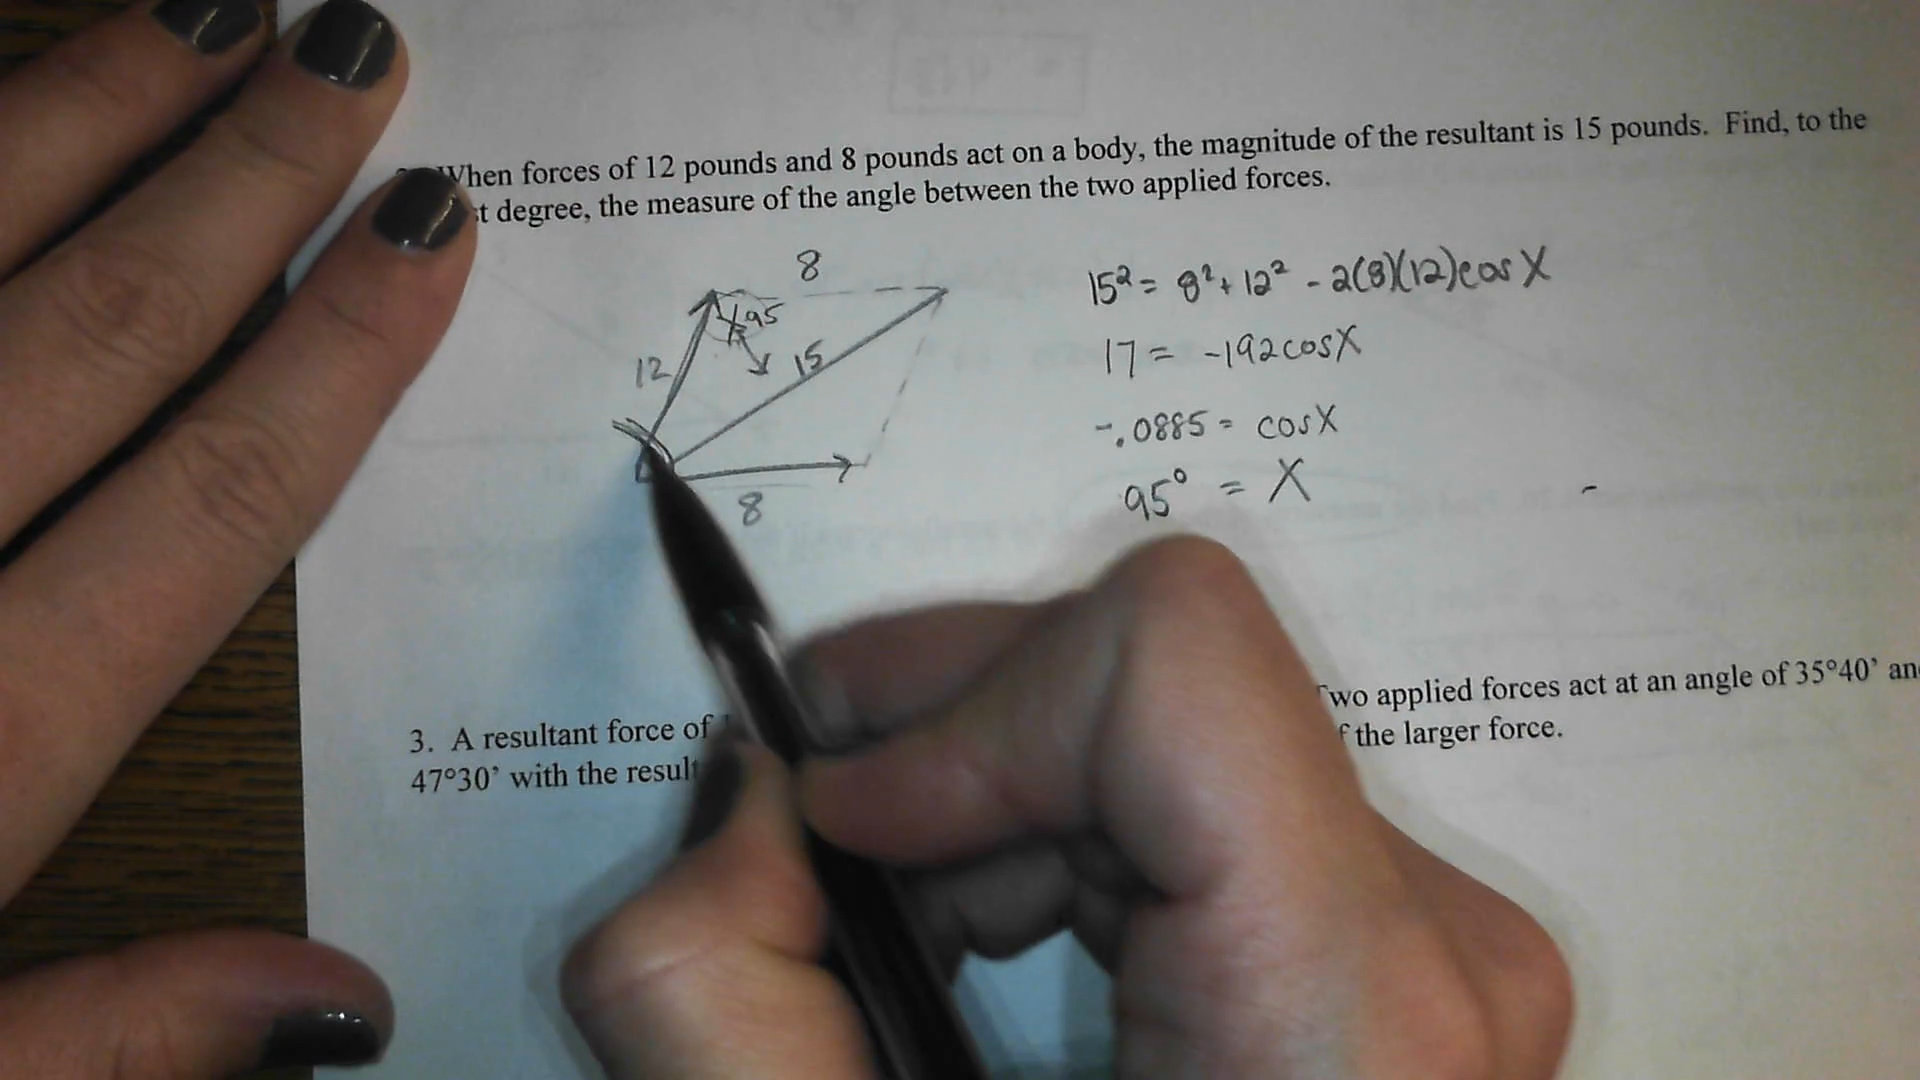 When forces of 12 pounds and 8 pounds act on a body, the magnitude of the resultant is 15 pounds. Find, to the
degree, the measure of the angle between the two applied forces.
8
95
12
15
8
15² = 8² + 12² - 2(8)(12)cos X
17 = -192cosX
-.0885 = cosX
95° = X
3. A resultant force of
47°30' with the
Two applied forces act at an angle of 35°40'
the larger force.